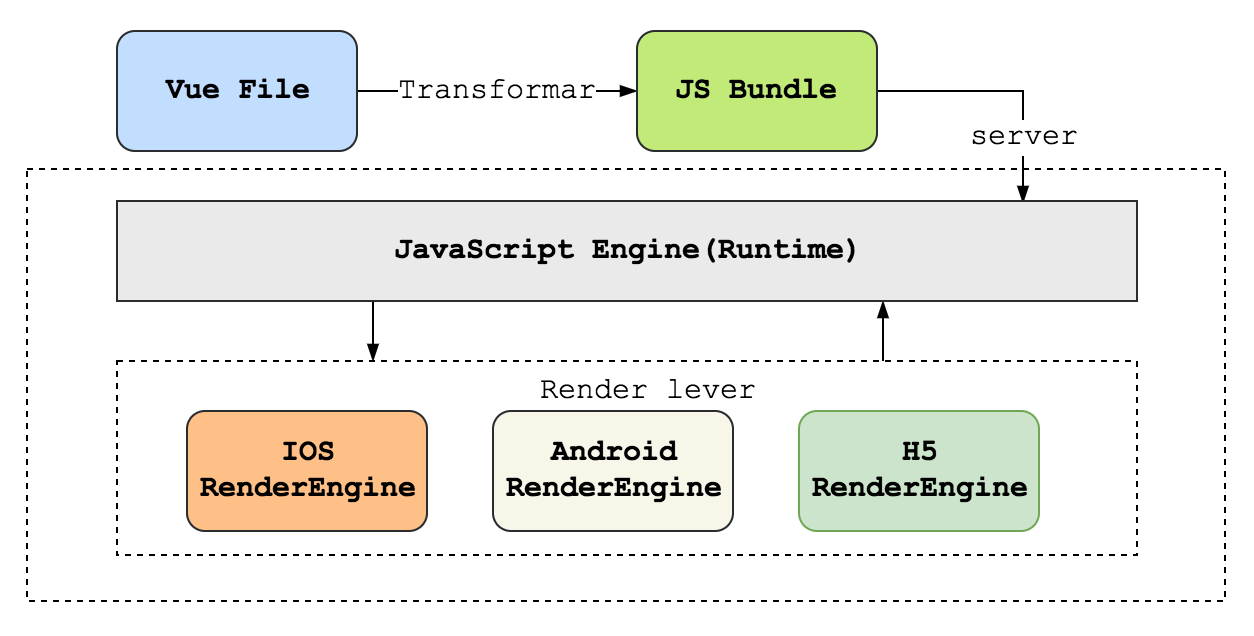 Vue File
Transformar
JS Bundle
server
JavaScript Engine(Runtime)
Render lever
IOS
RenderEngine
Android
RenderEngine
H5
RenderEngine